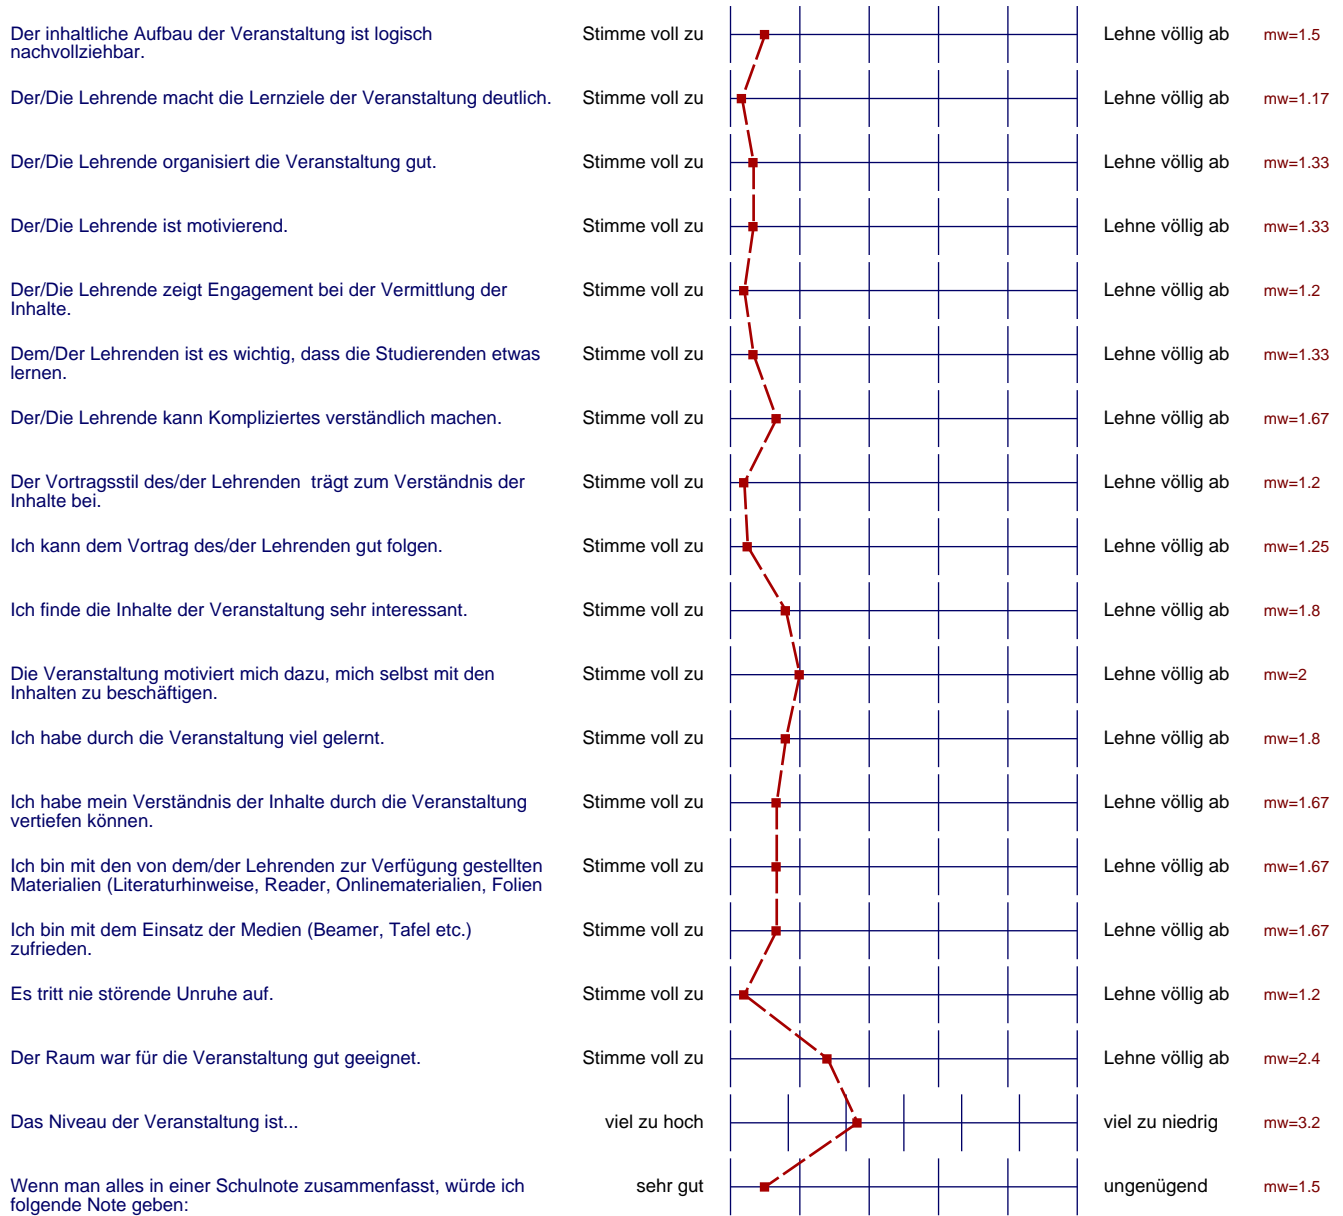 Der inhaltliche Aufbau der Veranstaltung ist logisch
nachvollziehbar.
Stimme voll zu
Lehne völlig ab
mw=1.5
Der/Die Lehrende macht die Lernziele der Veranstaltung deutlich.
Stimme voll zu
Lehne völlig ab
mw=1.17
Der/Die Lehrende organisiert die Veranstaltung gut.
Stimme voll zu
Lehne völlig ab
mw=1.33
Der/Die Lehrende ist motivierend.
Stimme voll zu
Lehne völlig ab
mw=1.33
Der/Die Lehrende zeigt Engagement bei der Vermittlung der
Inhalte.
Stimme voll zu
Lehne völlig ab
mw=1.2
Dem/Der Lehrenden ist es wichtig, dass die Studierenden etwas
lernen.
Stimme voll zu
Lehne völlig ab
mw=1.33
Der/Die Lehrende kann Kompliziertes verständlich machen.
Stimme voll zu
Lehne völlig ab
mw=1.67
Der Vortragsstil des/der Lehrenden  trägt zum Verständnis der
Inhalte bei.
Stimme voll zu
Lehne völlig ab
mw=1.2
Ich kann dem Vortrag des/der Lehrenden gut folgen.
Stimme voll zu
Lehne völlig ab
mw=1.25
Ich finde die Inhalte der Veranstaltung sehr interessant.
Stimme voll zu
Lehne völlig ab
mw=1.8
Die Veranstaltung motiviert mich dazu, mich selbst mit den
Inhalten zu beschäftigen.
Stimme voll zu
Lehne völlig ab
mw=2
Ich habe durch die Veranstaltung viel gelernt.
Stimme voll zu
Lehne völlig ab
mw=1.8
Ich habe mein Verständnis der Inhalte durch die Veranstaltung
vertiefen können.
Stimme voll zu
Lehne völlig ab
mw=1.67
Ich bin mit den von dem/der Lehrenden zur Verfügung gestellten
Materialien (Literaturhinweise, Reader, Onlinematerialien, Folien
Stimme voll zu
Lehne völlig ab
mw=1.67
Ich bin mit dem Einsatz der Medien (Beamer, Tafel etc.)
zufrieden.
Stimme voll zu
Lehne völlig ab
mw=1.67
Es tritt nie störende Unruhe auf.
Stimme voll zu
Lehne völlig ab
mw=1.2
Der Raum war für die Veranstaltung gut geeignet.
Stimme voll zu
Lehne völlig ab
mw=2.4
Das Niveau der Veranstaltung ist...
viel zu hoch
viel zu niedrig
mw=3.2
Wenn man alles in einer Schulnote zusammenfasst, würde ich
folgende Note geben:
sehr gut
ungenügend
mw=1.5